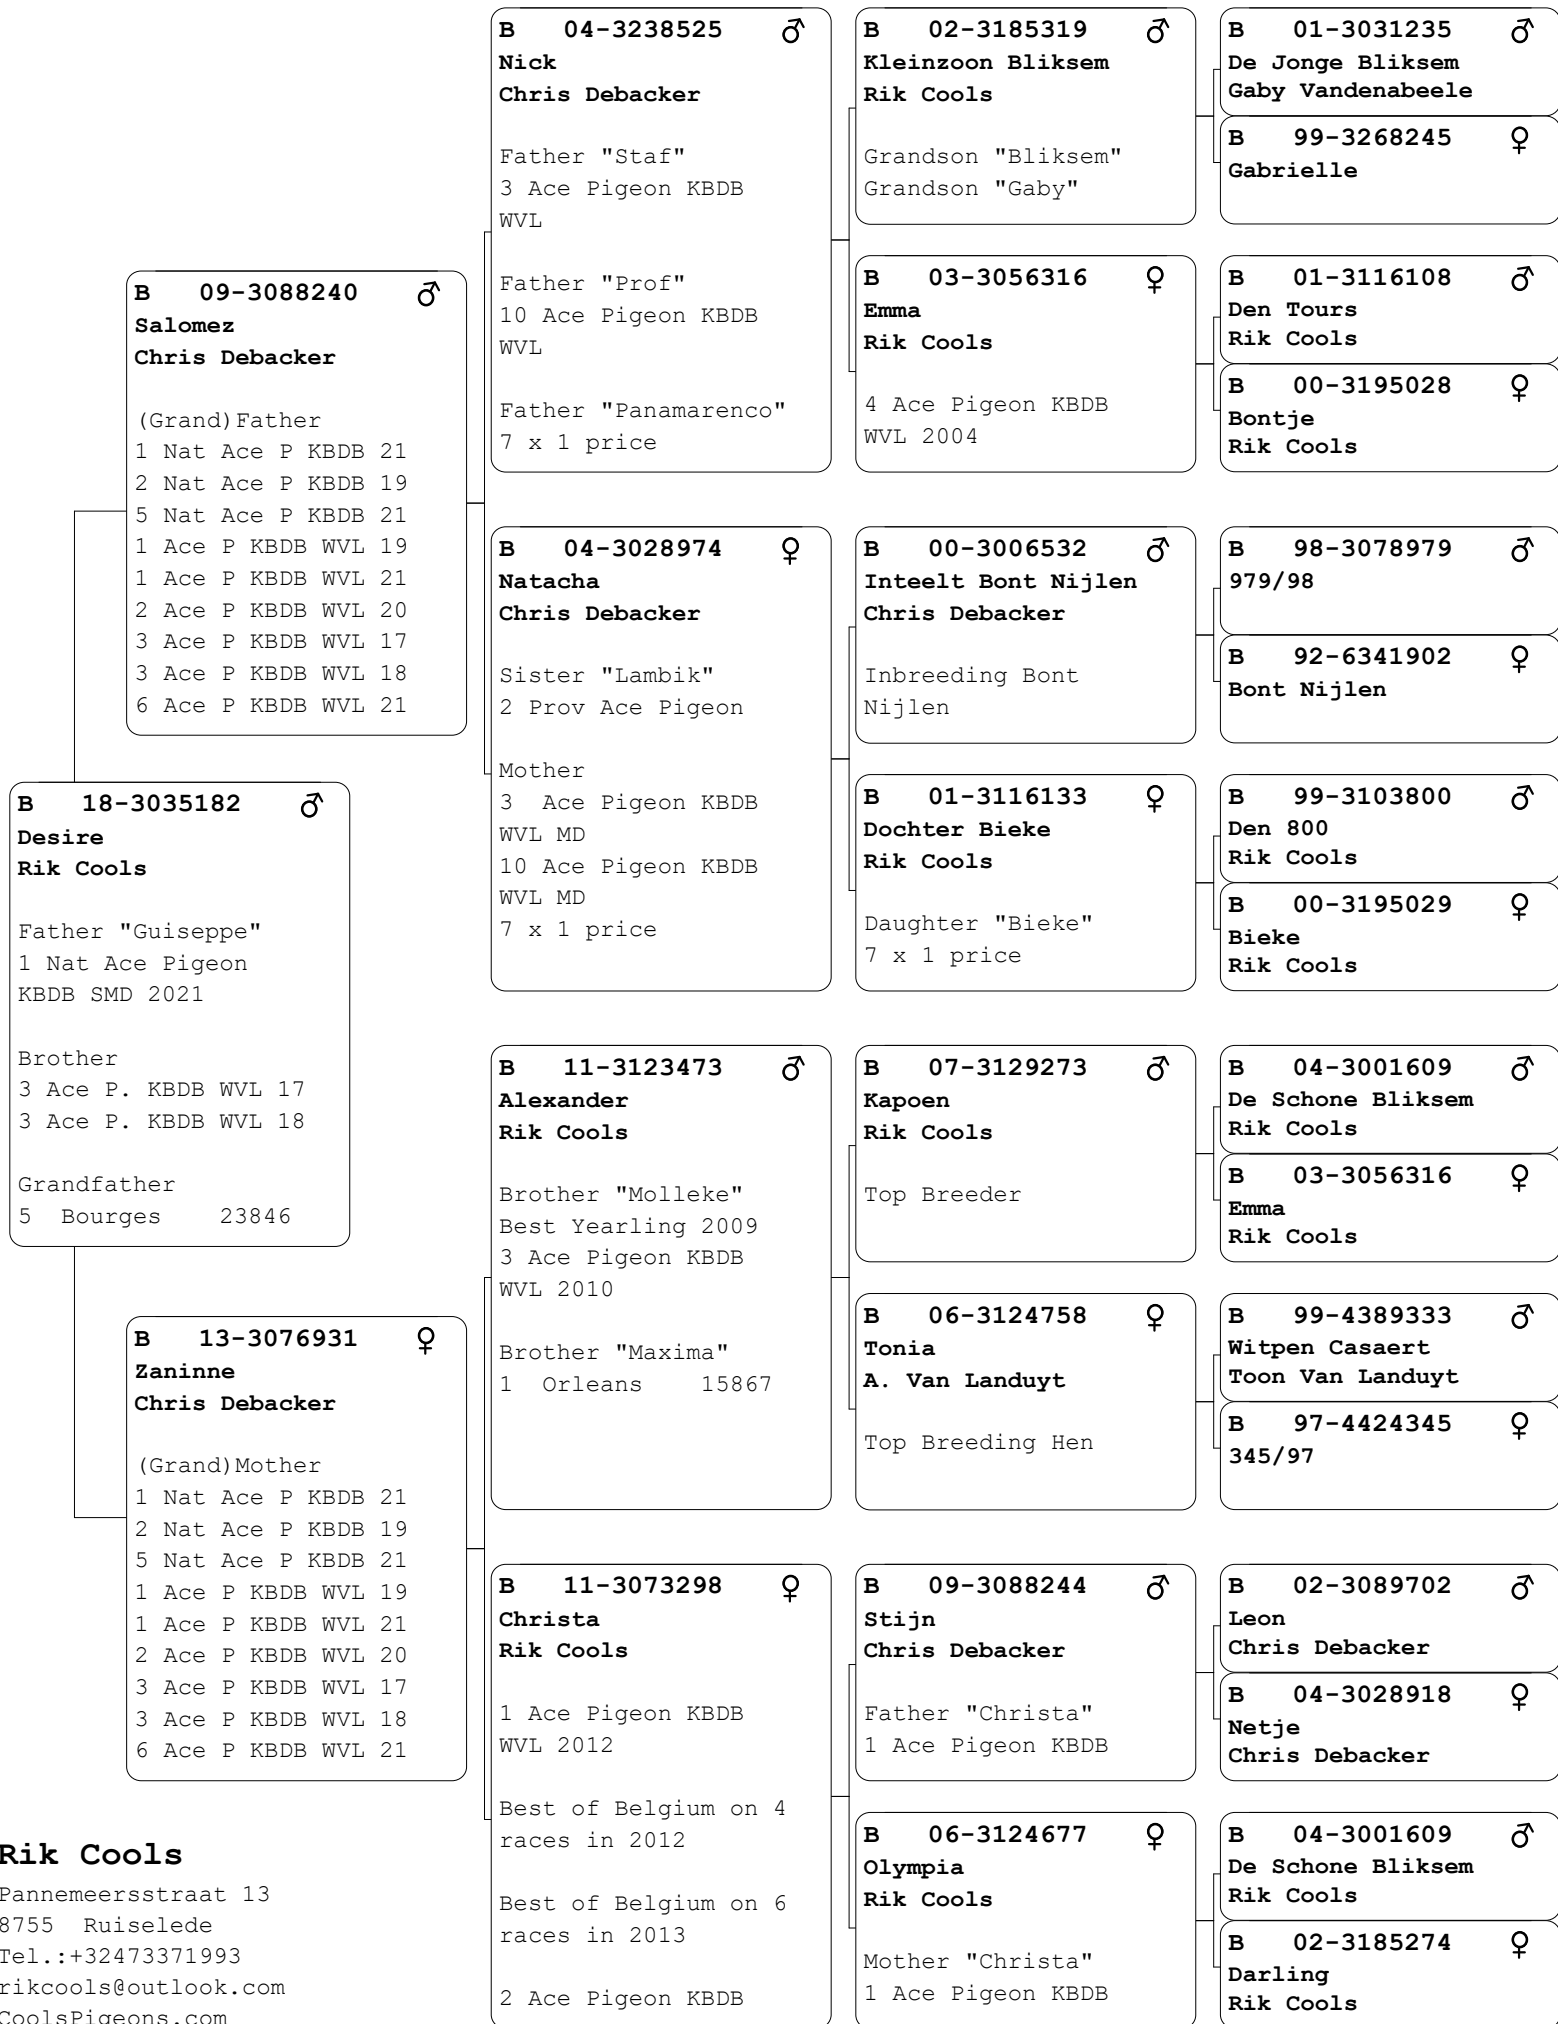 B 18-3035182 ♂
Desire
Rik Cools
Father "Guiseppe"
1 Nat Ace Pigeon
KBDB SMD 2021
Brother
3 Ace P. KBDB WVL 17
3 Ace P. KBDB WVL 18
Grandfather
5 Bourges 23846
B 09-3088240 ♂
Salomez
Chris Debacker
(Grand)Father
1 Nat Ace P KBDB 21
2 Nat Ace P KBDB 19
5 Nat Ace P KBDB 21
1 Ace P KBDB WVL 19
1 Ace P KBDB WVL 21
2 Ace P KBDB WVL 20
3 Ace P KBDB WVL 17
3 Ace P KBDB WVL 18
6 Ace P KBDB WVL 21
B 13-3076931 ♀
Zaninne
Chris Debacker
(Grand)Mother
1 Nat Ace P KBDB 21
2 Nat Ace P KBDB 19
5 Nat Ace P KBDB 21
1 Ace P KBDB WVL 19
1 Ace P KBDB WVL 21
2 Ace P KBDB WVL 20
3 Ace P KBDB WVL 17
3 Ace P KBDB WVL 18
6 Ace P KBDB WVL 21
B 04-3238525 ♂
Nick
Chris Debacker
Father "Staf"
3 Ace Pigeon KBDB
WVL
Father "Prof"
10 Ace Pigeon KBDB
WVL
Father "Panamarenco"
7 x 1 price
B 04-3028974 ♀
Natacha
Chris Debacker
Sister "Lambik"
2 Prov Ace Pigeon
Mother
3 Ace Pigeon KBDB
WVL MD
10 Ace Pigeon KBDB
WVL MD
7 x 1 price
B 11-3123473 ♂
Alexander
Rik Cools
Brother "Molleke"
Best Yearling 2009
3 Ace Pigeon KBDB
WVL 2010
Brother "Maxima"
1 Orleans 15867
B 11-3073298 ♀
Christa
Rik Cools
1 Ace Pigeon KBDB
WVL 2012
Best of Belgium on 4
races in 2012
Best of Belgium on 6
races in 2013
2 Ace Pigeon KBDB
B 02-3185319 ♂
Kleinzoon Bliksem
Rik Cools
Grandson "Bliksem"
Grandson "Gaby"
B 03-3056316 ♀
Emma
Rik Cools
4 Ace Pigeon KBDB
WVL 2004
B 00-3006532 ♂
Inteelt Bont Nijlen
Chris Debacker
Inbreeding Bont
Nijlen
B 01-3116133 ♀
Dochter Bieke
Rik Cools
Daughter "Bieke"
7 x 1 price
B 07-3129273 ♂
Kapoen
Rik Cools
Top Breeder
B 06-3124758 ♀
Tonia
A. Van Landuyt
Top Breeding Hen
B 09-3088244 ♂
Stijn
Chris Debacker
Father "Christa"
1 Ace Pigeon KBDB
B 06-3124677 ♀
Olympia
Rik Cools
Mother "Christa"
1 Ace Pigeon KBDB
B 01-3031235 ♂
De Jonge Bliksem
Gaby Vandenabeele
B 99-3268245 ♀
Gabrielle
B 01-3116108 ♂
Den Tours
Rik Cools
B 00-3195028 ♀
Bontje
Rik Cools
B 98-3078979 ♂
979/98
B 92-6341902 ♀
Bont Nijlen
B 99-3103800 ♂
Den 800
Rik Cools
B 00-3195029 ♀
Bieke
Rik Cools
B 04-3001609 ♂
De Schone Bliksem
Rik Cools
B 03-3056316 ♀
Emma
Rik Cools
B 99-4389333 ♂
Witpen Casaert
Toon Van Landuyt
B 97-4424345 ♀
345/97
B 02-3089702 ♂
Leon
Chris Debacker
B 04-3028918 ♀
Netje
Chris Debacker
B 04-3001609 ♂
De Schone Bliksem
Rik Cools
B 02-3185274 ♀
Darling
Rik Cools
Rik Cools
Pannemeersstraat 13
8755 Ruiselede
Tel.:+32473371993
rikcools@outlook.com
CoolsPigeons.com